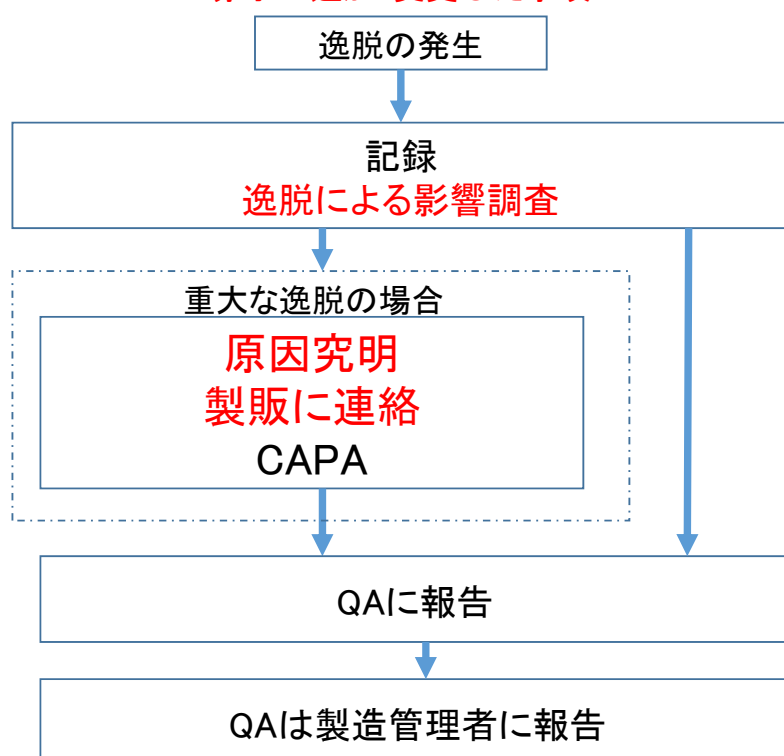 逸脱の発生
記録
逸脱による影響調査
重大な逸脱の場合
原因究明
製販に連絡
CAPA
QAに報告
QAは製造管理者に報告